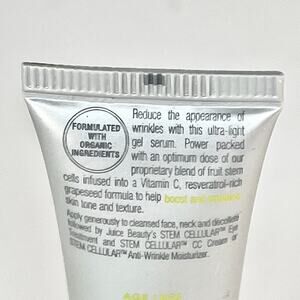 FORMULATED
WITH
ORGANIC
INGREDIENTS
Reduce the appearance of
wrinkles with this ultra-light
gel serum. Power packed
with an optimum dose of our
proprietary blend of fruit stem
cells infused into a Vitamin C, resveratrol-rich
grapeseed formula to help boost and optimize
skin tone and texture.
Apply generously to cleansed face, neck and décolleté
followed by Juice Beauty's STEM CELLULAR™ Eye
Treatment and STEM CELLULAR™ CC Cream or
STEM CELLULAR™ Anti-Wrinkle Moisturizer.